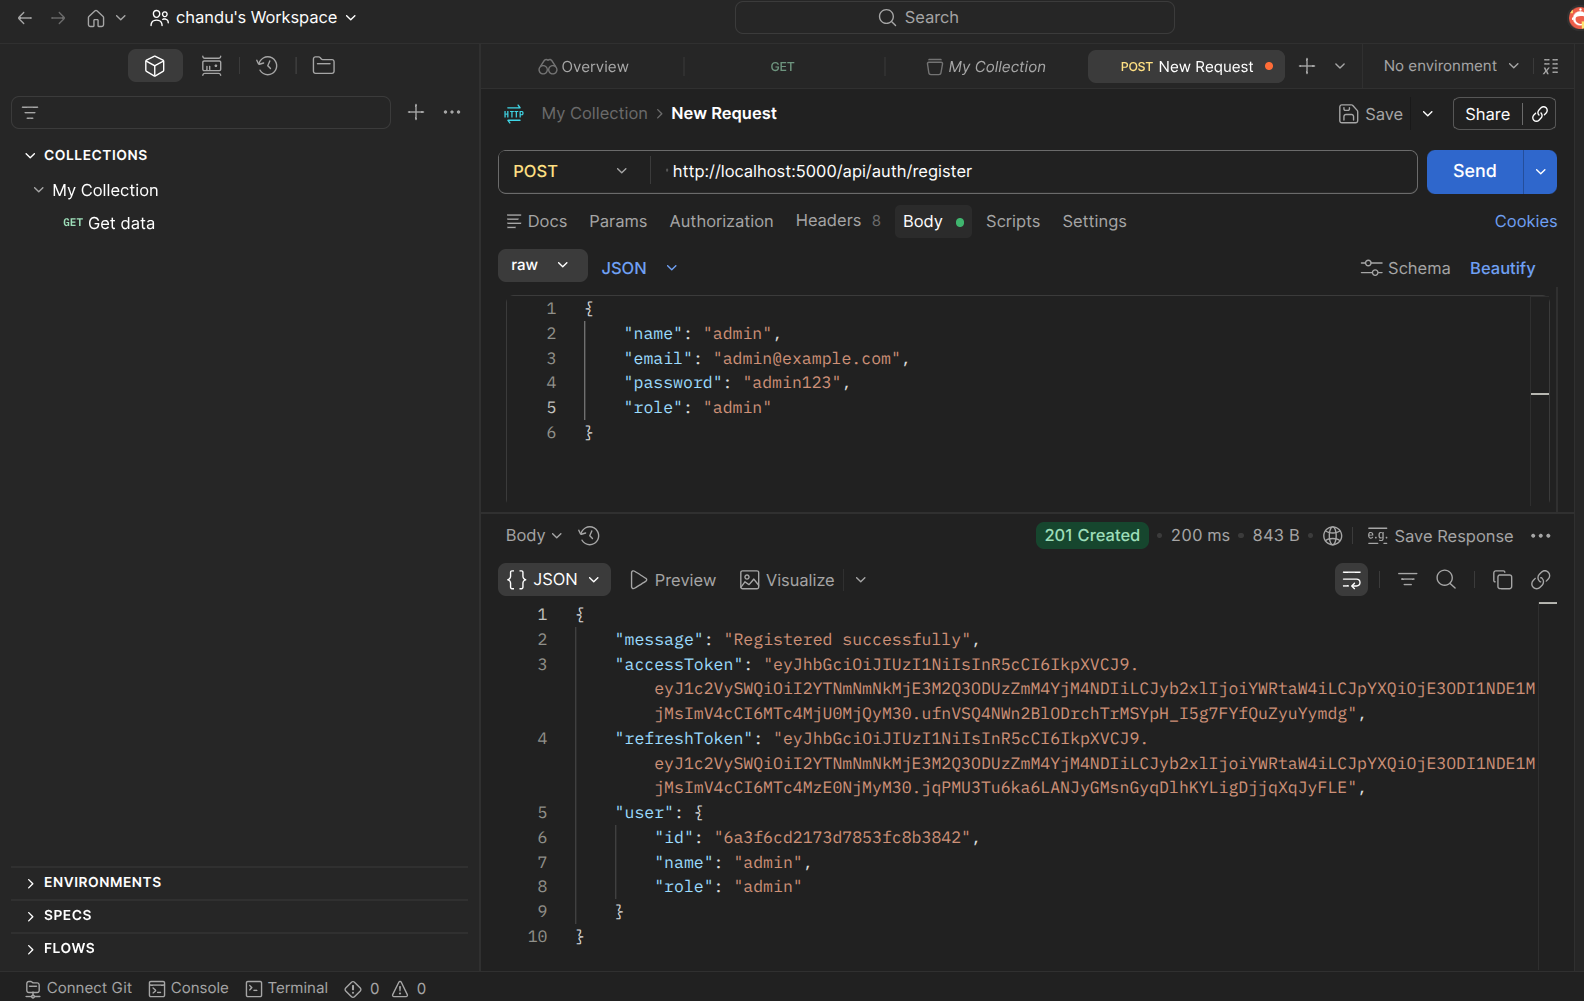 chandu's Workspace
Search
Overview
GET
My Collection
POST New Request
No environment
HTTP
My Collection > New Request
Save
Share
POST
http://localhost:5000/api/auth/register
Send
Docs
Params
Authorization
Headers 8
Body
Scripts
Settings
Cookies
raw
JSON
Schema
Beautify
1 {
2 "name": "admin",
3 "email": "admin@example.com",
4 "password": "admin123",
5 "role": "admin"
6 }
COLLECTIONS
My Collection
GET Get data
ENVIRONMENTS
SPECS
FLOWS
Body
201 Created
200 ms
843 B
e.g. Save Response
{} JSON
Preview
Visualize
1 {
2 "message": "Registered successfully",
3 "accessToken": "eyJhbGciOiJIUzI1NiIsInR5cCI6IkpXVCJ9.
eyJ1c2VySWQiOiI2YTNmNmNkMjE3M2Q3ODUzZmM4YjM4NDIiLCJyb2xlIjoiYWRtaW4iLCJpYXQiOjE3ODI1NDE1M
jMsImV4cCI6MTc4MjU0MjQyM30.ufnVSQ4NWn2BlODrchTrMSYpH_I5g7FYfQuZyuYymdg",
4 "refreshToken": "eyJhbGciOiJIUzI1NiIsInR5cCI6IkpXVCJ9.
eyJ1c2VySWQiOiI2YTNmNmNkMjE3M2Q3ODUzZmM4YjM4NDIiLCJyb2xlIjoiYWRtaW4iLCJpYXQiOjE3ODI1NDE1M
jMsImV4cCI6MTc4MzE0NjMyM30.jqPMU3Tu6ka6LANJyGMsnGyqDlhKYLigDjjqXqJyFLE",
5 "user": {
6 "id": "6a3f6cd2173d7853fc8b3842",
7 "name": "admin",
8 "role": "admin"
9 }
10 }
Connect Git
Console
Terminal
0
0